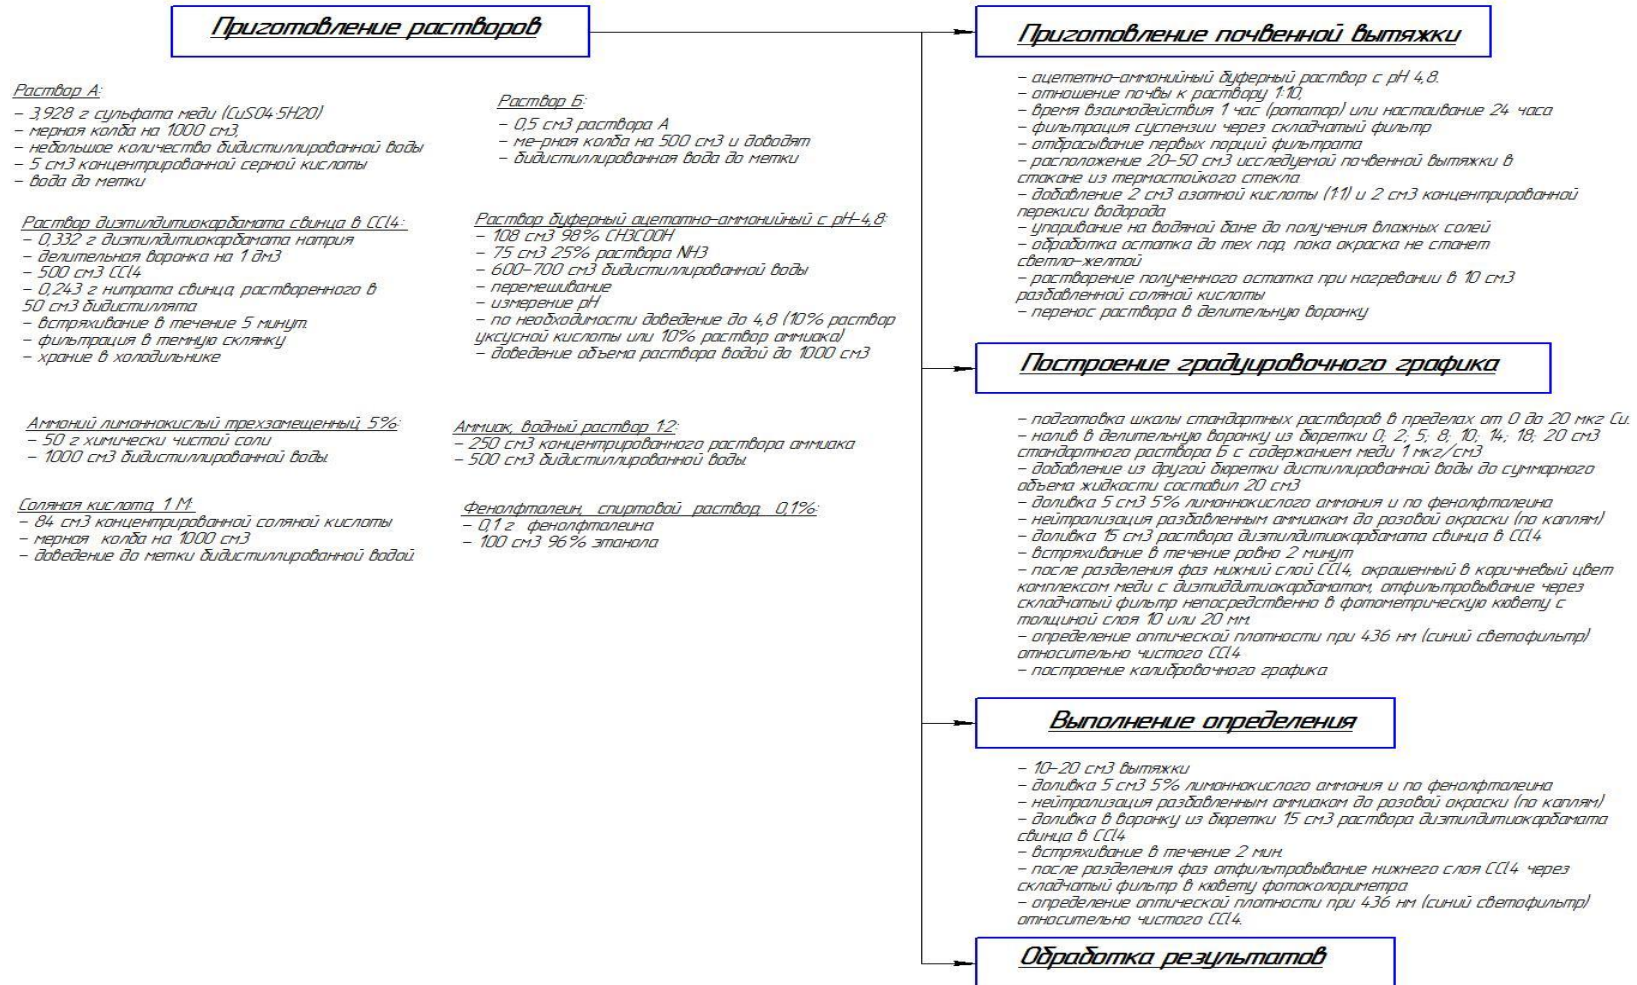 Приготовление растворов
Раствор А:
- 3,928 г сульфата меди (CuSO4·5H2O)
- мерная колба на 1000 см3,
- небольшое количество бидистиллированной воды
- 5 см3 концентрированной серной кислоты
- вода до метки
Раствор Б:
- 0,5 см3 раствора А
- ме-рная колба на 500 см3 и доводят
- бидистиллированная вода до метки
Раствор диэтилдитиокарбамата свинца в CCl4:
- 0,332 г диэтилдитиокарбамата натрия
- делительная воронка на 1 дм3
- 500 см3 CCl4
- 0,243 г нитрата свинца, растворенного в
50 см3 бидистиллята
- встряхивание в течение 5 минут.
- фильтрация в темную склянку
- хране в холодильнике
Раствор буферный ацетатно-аммонийный с pH-4,8:
- 108 см3 98% CH3COOH
- 75 см3 25% раствора NH3
- 600-700 см3 бидистиллированной воды
- перемешивание
- измерение pH
- по необходимости доведение до 4,8 (10% раствор
уксусной кислоты или 10% раствор аммиака)
- доведение объема раствора водой до 1000 см3
Аммоний лимоннокислый трехзамещенный, 5%:
- 50 г химически чистой соли
- 1000 см3 бидистиллированной воды.
Аммиак, водный раствор 1:2:
- 250 см3 концентрированного раствора аммиака
- 500 см3 бидистиллированной воды.
Соляная кислота, 1 М:
- 84 см3 концентрированной соляной кислоты
- мерная колба на 1000 см3
- доведение до метки бидистиллированной водой.
Фенолфталеин, спиртовой раствор, 0,1%:
- 0,1 г фенолфталеина
- 100 см3 96% этанола
Приготовление почвенной вытяжки
- ацететно-аммонийный буферный раствор с pH 4,8.
- отношение почвы к раствору 1:10,
- время взаимодействия 1 час (ротатор) или настаивание 24 часа
- фильтрация суспензии через складчатый фильтр
- отбрасывание первых порций фильтрата
- расположение 20-50 см3 исследуемой почвенной вытяжки в
стакане из термостойкого стекла
- добавление 2 см3 азотной кислоты (1:1) и 2 см3 концентрированной
перекиси водорода
- упаривание на водяной бане до получения влажных солей
- обработка остатка до тех пор, пока окраска не станет
светло-желтой
- растворение полученного остатка при нагревании в 10 см3
разбавленной соляной кислоты
- перенос раствора в делительную воронку
Построение градуировочного графика
- подготовка шкалы стандартных растворов в пределах от 0 до 20 мкг Cu.
- налив в делительную воронку из бюретки 0; 2; 5; 8; 10; 14; 18; 20 см3
стандартного раствора Б с содержанием меди 1 мкг/см3
- добавление из другой бюретки дистиллированной воды до суммарного
объема жидкости составил 20 см3
- доливка 5 см3 5% лимоннокислого аммония и по фенолфталеина
- нейтрализация разбавленным аммиаком до розовой окраски (по каплям)
- доливка 15 см3 раствора диэтилдитиокарбамата свинца в CCl4
- встряхивание в течение ровно 2 минут
- после разделения фаз нижний слой CCl4, окрашенный в коричневый цвет
комплексом меди с диэтиддитиокарбаматом, отфильтровывание через
складчатый фильтр непосредственно в фотометрическую кювету с
толщиной слоя 10 или 20 мм.
- определение оптической плотности при 436 нм (синий светофильтр)
относительно чистого CCl4
- построение калибровочного графика
Выполнение определения
- 10-20 см3 вытяжки
- доливка 5 см3 5% лимоннокислого аммония и по фенолфталеина
- нейтрализация разбавленным аммиаком до розовой окраски (по каплям)
- доливка в воронку из бюретки 15 см3 раствора диэтилдитиокарбамата
свинца в CCl4
- встряхивание в течение 2 мин.
- после разделения фаз отфильтровывание нижнего слоя CCl4 через
складчатый фильтр в кювету фотоколориметра
- определение оптической плотности при 436 нм (синий светофильтр)
относительно чистого CCl4.
Обработка результатов